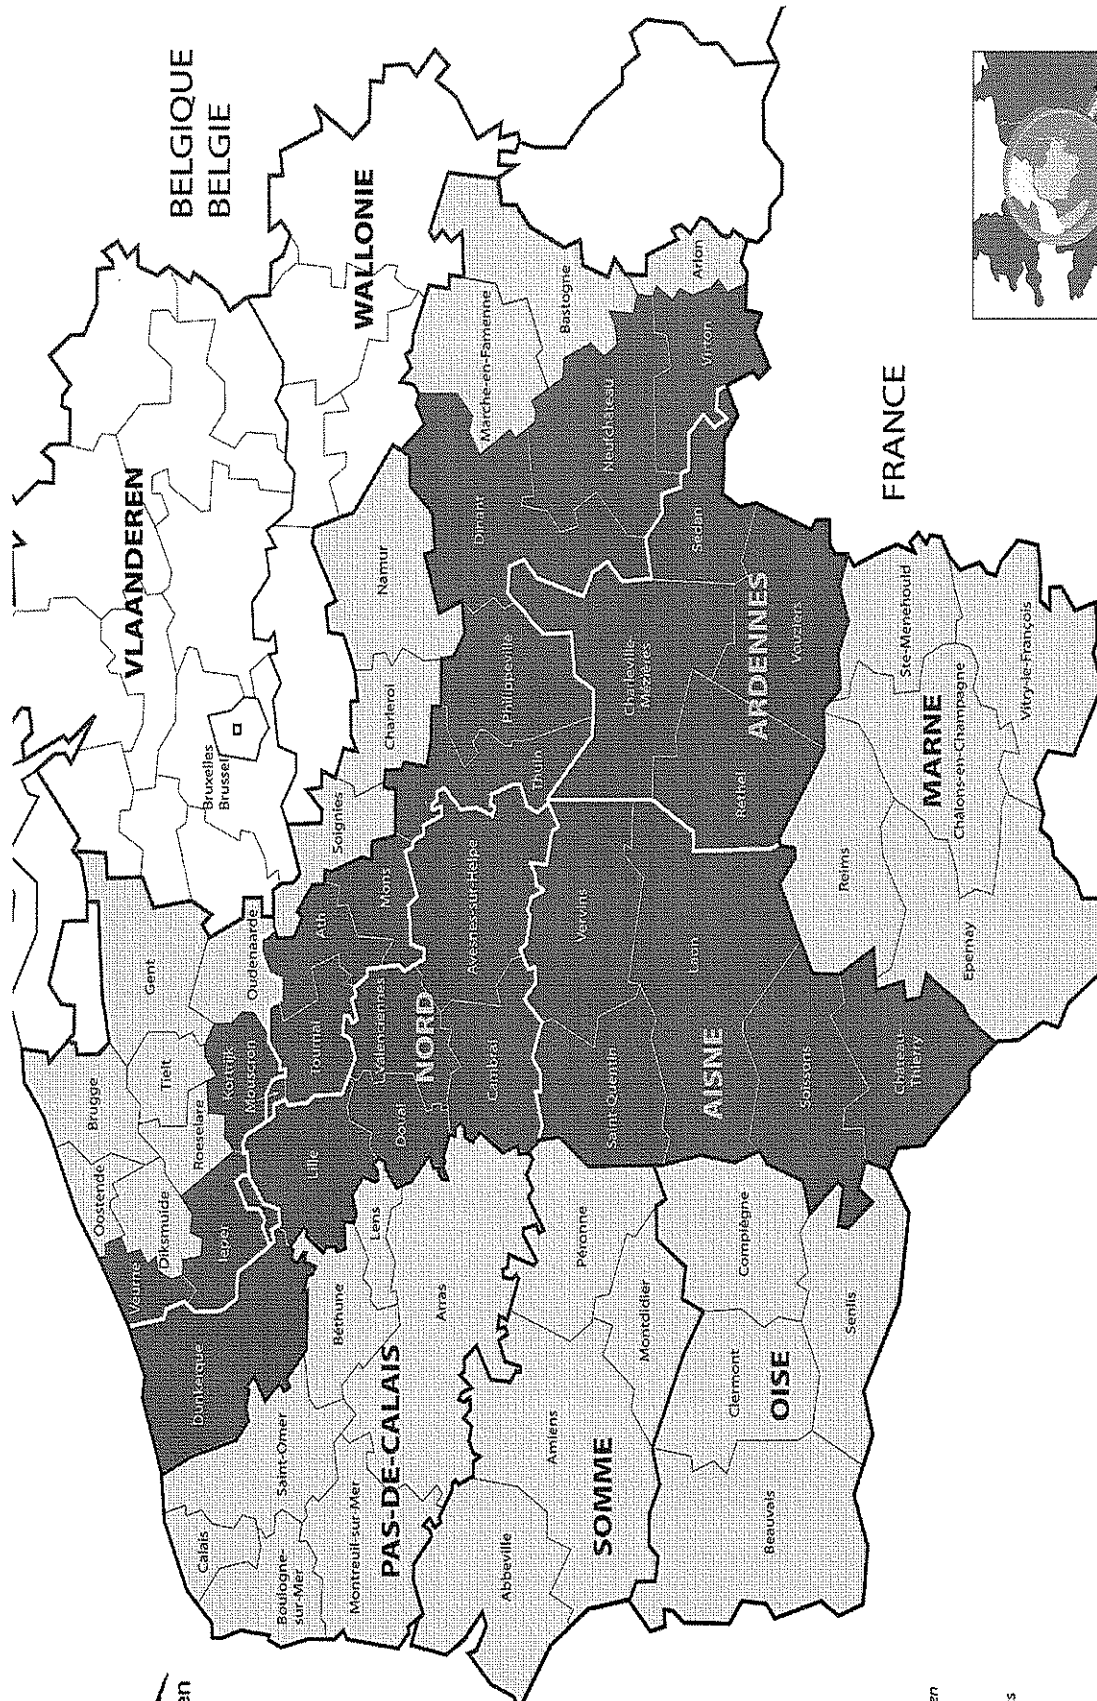 BELGIQUE
BELGIE
VLAANDEREN
WALLONIE
Bruxelles
Brussel
Brugge
Gent
Oostende
Tielt
Diksmuide
Roeselare
Oudenaarde
Veurne
Ieper
Kortrijk
Mouscron
Tournai
Ath
Soignies
Mons
Charleroi
Namur
Thuin
Philippeville
Dinant
Marche-en-Famenne
Bastogne
Neufchâteau
Arlon
Virton
Calais
Dunkerque
Boulogne-
sur-Mer
Saint-Omer
Montreuil-sur-Mer
PAS-DE-CALAIS
Béthune
Lens
Arras
Lille
Douai
Valenciennes
NORD
Cambrai
Avesnes-sur-Helpe
Abbeville
Amiens
Péronne
Montdidier
SOMME
Saint Quentin
Vervins
Laon
AISNE
Soissons
Chateau-
Thierry
Beauvais
Clermont
Compiègne
OISE
Senlis
Charleville-
Mézières
Sedan
Rethel
Vouziers
ARDENNES
Reims
Ste-Menehould
MARNE
Châlons-en-Champagne
Epernay
Vitry-le-François
FRANCE
en
en
s